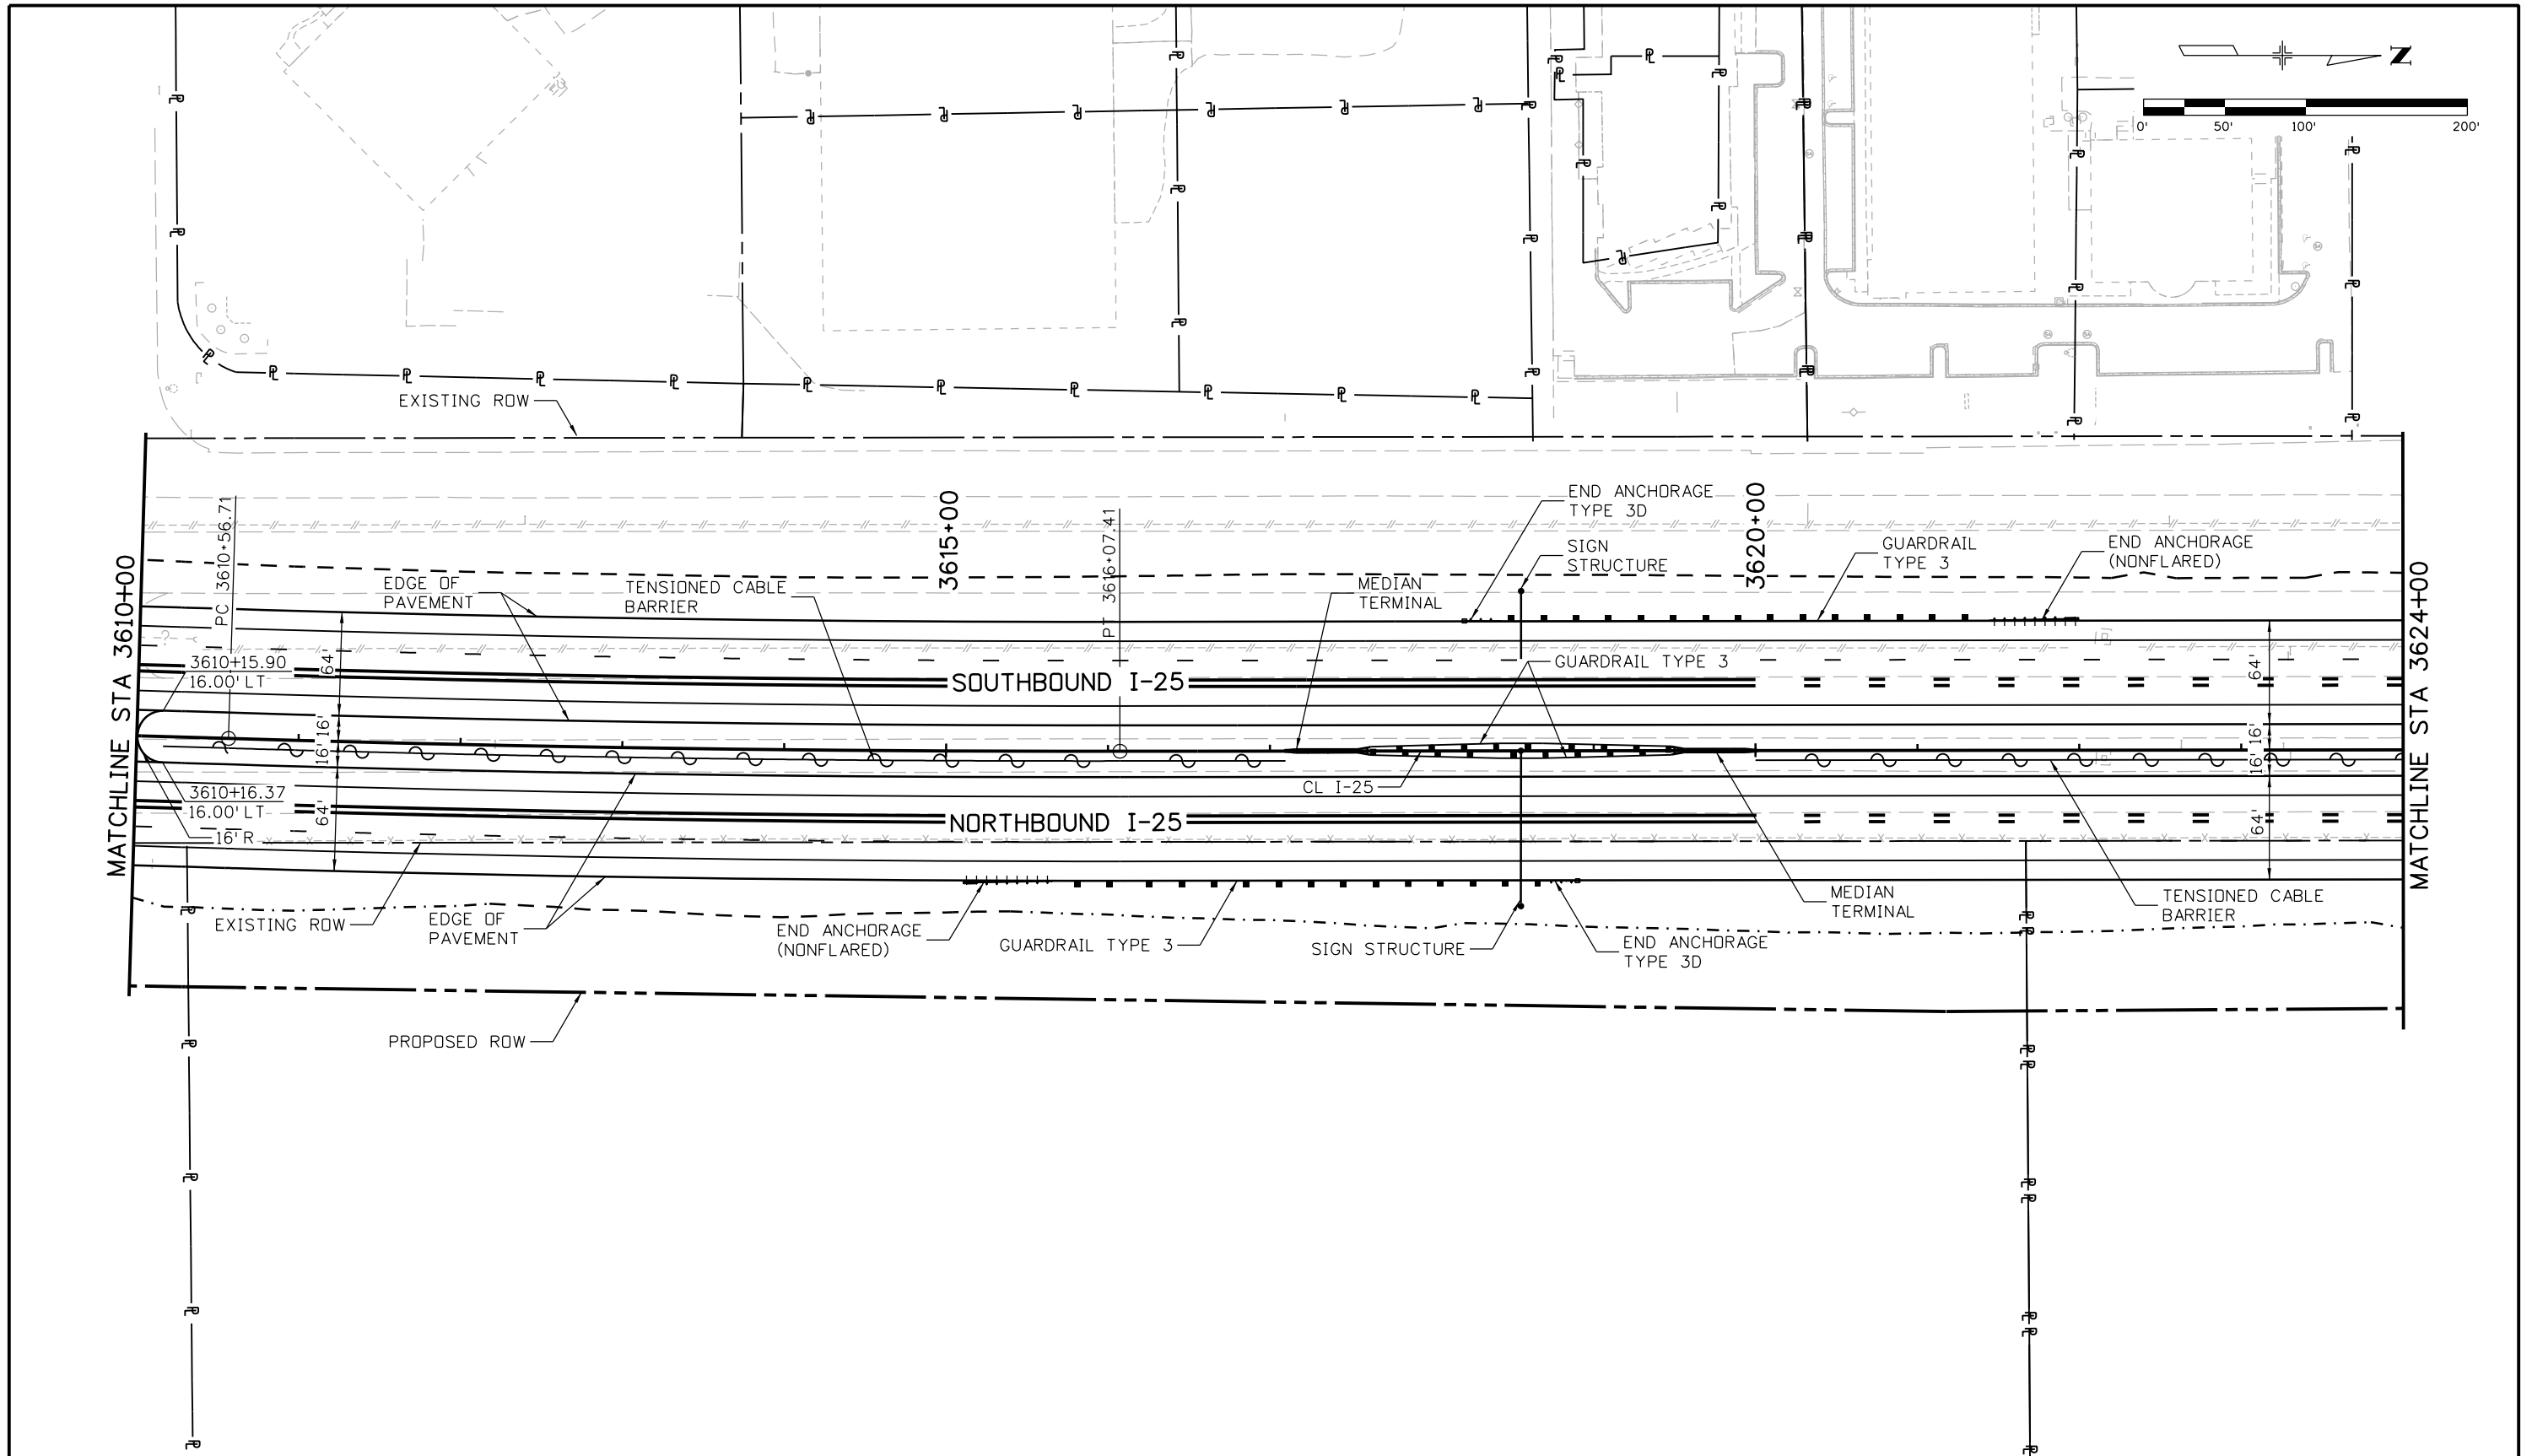 N
0'
50'
100'
200'
EXISTING ROW
MATCHLINE STA 3610+00
PC 3610+56.71
EDGE OF
PAVEMENT
TENSIONED CABLE
BARRIER
3615+00
PT 3616+07.41
MEDIAN
TERMINAL
END ANCHORAGE
TYPE 3D
SIGN
STRUCTURE
3620+00
GUARDRAIL
TYPE 3
END ANCHORAGE
(NONFLARED)
MATCHLINE STA 3624+00
3610+15.90
16.00' LT
64'
SOUTHBOUND I-25
GUARDRAIL TYPE 3
64'
16'
16'
16'
16'
CL I-25
3610+16.37
16.00' LT
16' R
64'
NORTHBOUND I-25
64'
EXISTING ROW
EDGE OF
PAVEMENT
END ANCHORAGE
(NONFLARED)
GUARDRAIL TYPE 3
SIGN STRUCTURE
END ANCHORAGE
TYPE 3D
MEDIAN
TERMINAL
TENSIONED CABLE
BARRIER
PROPOSED ROW